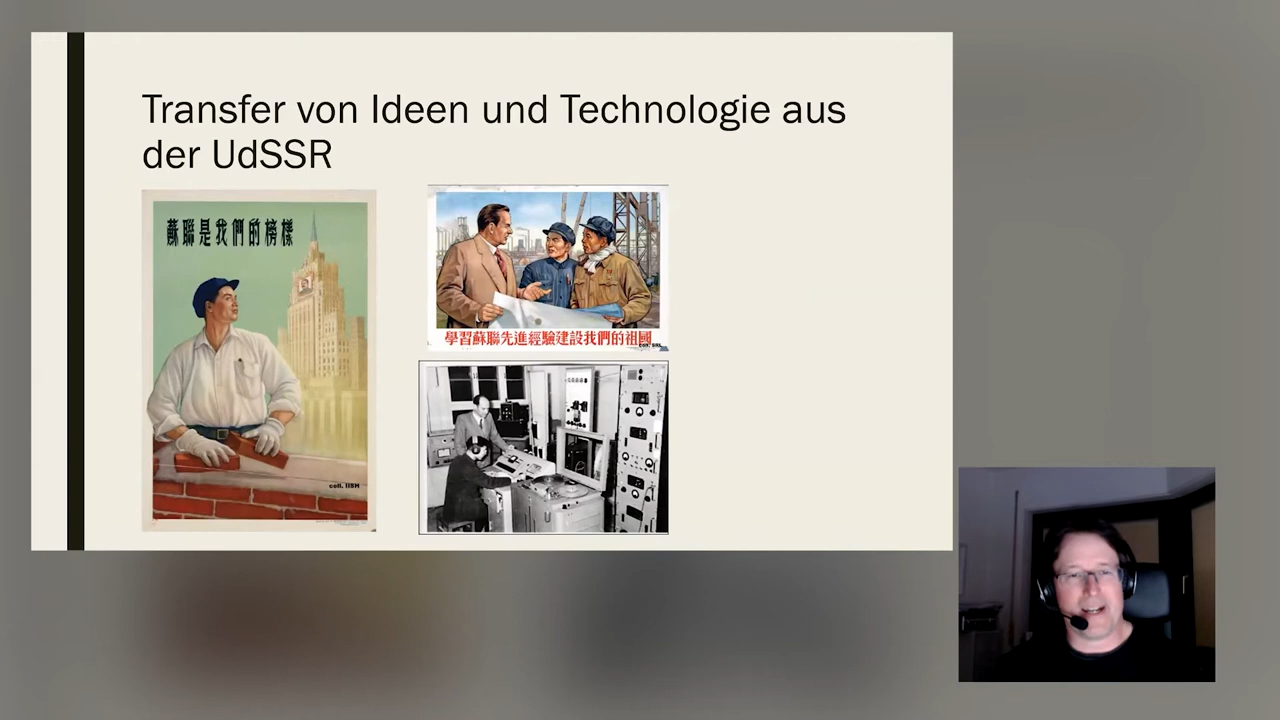 Transfer von Ideen und Technologie aus
der UdSSR
蘇聯是我們的榜樣
coll. IISH
學習蘇聯先進經驗建設我們的祖國